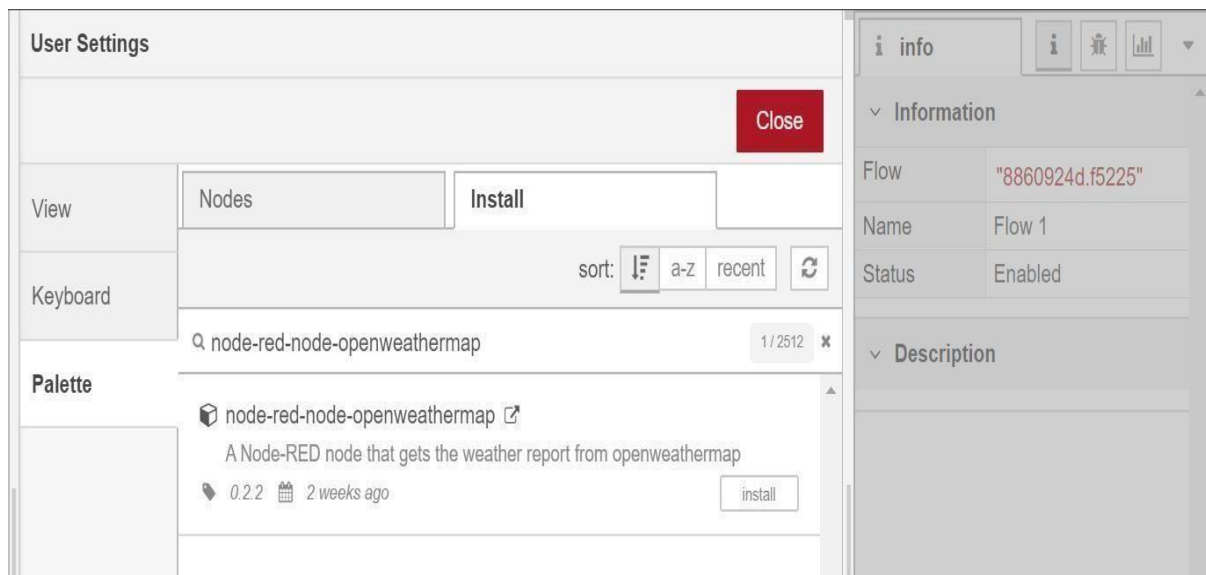 User Settings
Close
View
Keyboard
Palette
Nodes
Install
sort:
a-z
recent
node-red-node-openweathermap
1 / 2512
node-red-node-openweathermap
A Node-RED node that gets the weather report from openweathermap
0.2.2
2 weeks ago
install
i info
i
Information
Flow "8860924d.f5225"
Name Flow 1
Status Enabled
Description